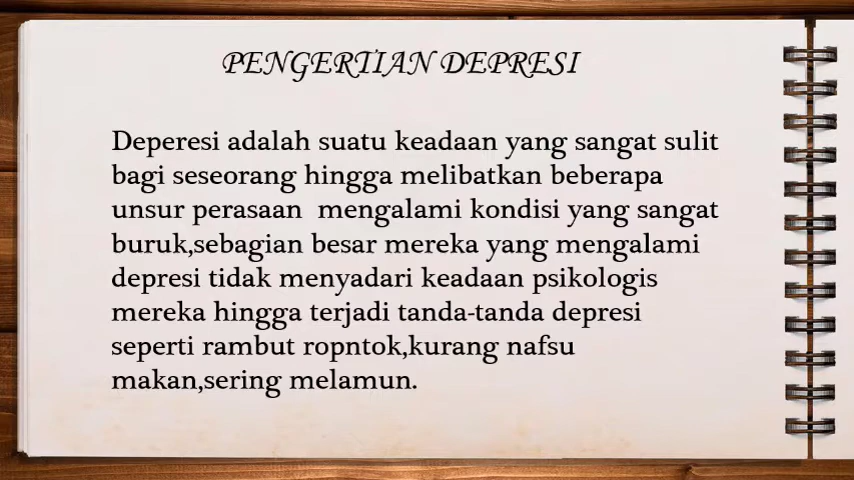 PENGERTIAN DEPRESI
Deperesi adalah suatu keadaan yang sangat sulit
bagi seseorang hingga melibatkan beberapa
unsur perasaan  mengalami kondisi yang sangat
buruk,sebagian besar mereka yang mengalami
depresi tidak menyadari keadaan psikologis
mereka hingga terjadi tanda-tanda depresi
seperti rambut ropntok,kurang nafsu
makan,sering melamun.